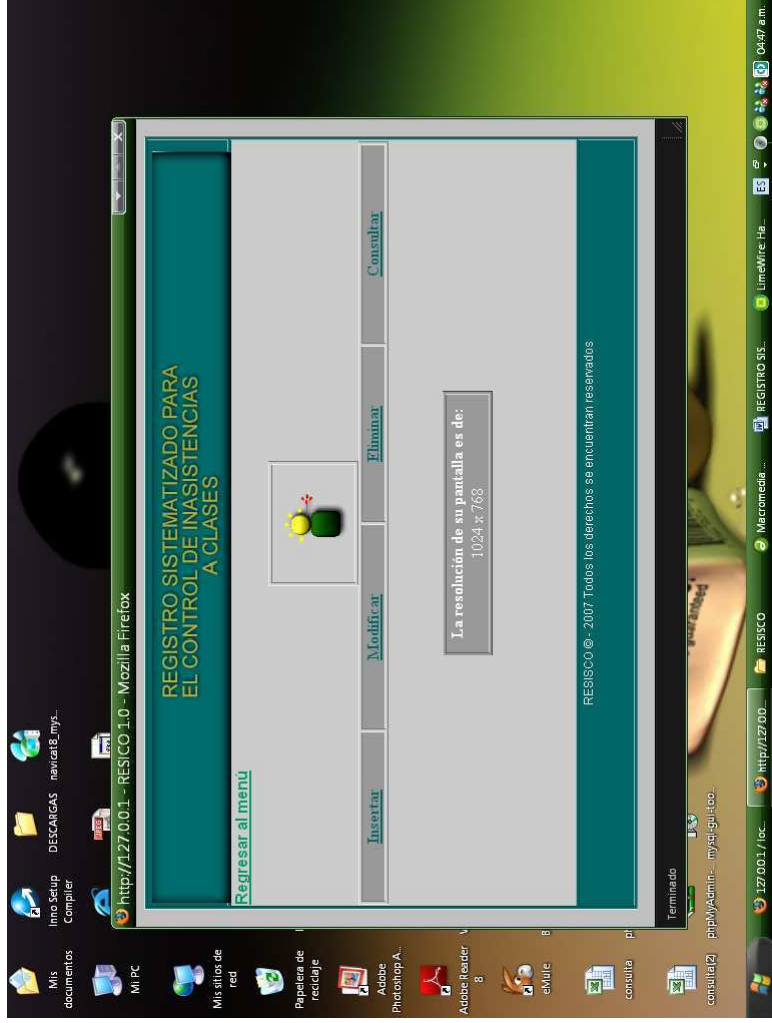 Mis
documentos
Inno Setup
Compiler
DESCARGAS
navicat8_mys...
Mi PC
Mis sitios de
red
Papelera de
reciclaje
Adobe
Photoshop A...
Adobe Reader
8
eMule
consulta
consulta(2)
phpMyAdmin-...
mysql-gui-too...
http://127.0.0.1 - RESICO 1.0 - Mozilla Firefox
REGISTRO SISTEMATIZADO PARA
EL CONTROL DE INASISTENCIAS
A CLASES
Regresar al menú
Insertar
Modificar
Eliminar
Consultar
La resolución de su pantalla es de:
1024 x 768
RESISCO © - 2007 Todos los derechos se encuentran reservados
Terminado
guaranteed
127.0.0.1 / loc...
http://127.0.0...
RESISCO
Macromedia ...
REGISTRO SIS...
LimeWire: Ha...
ES
04:47 a.m.